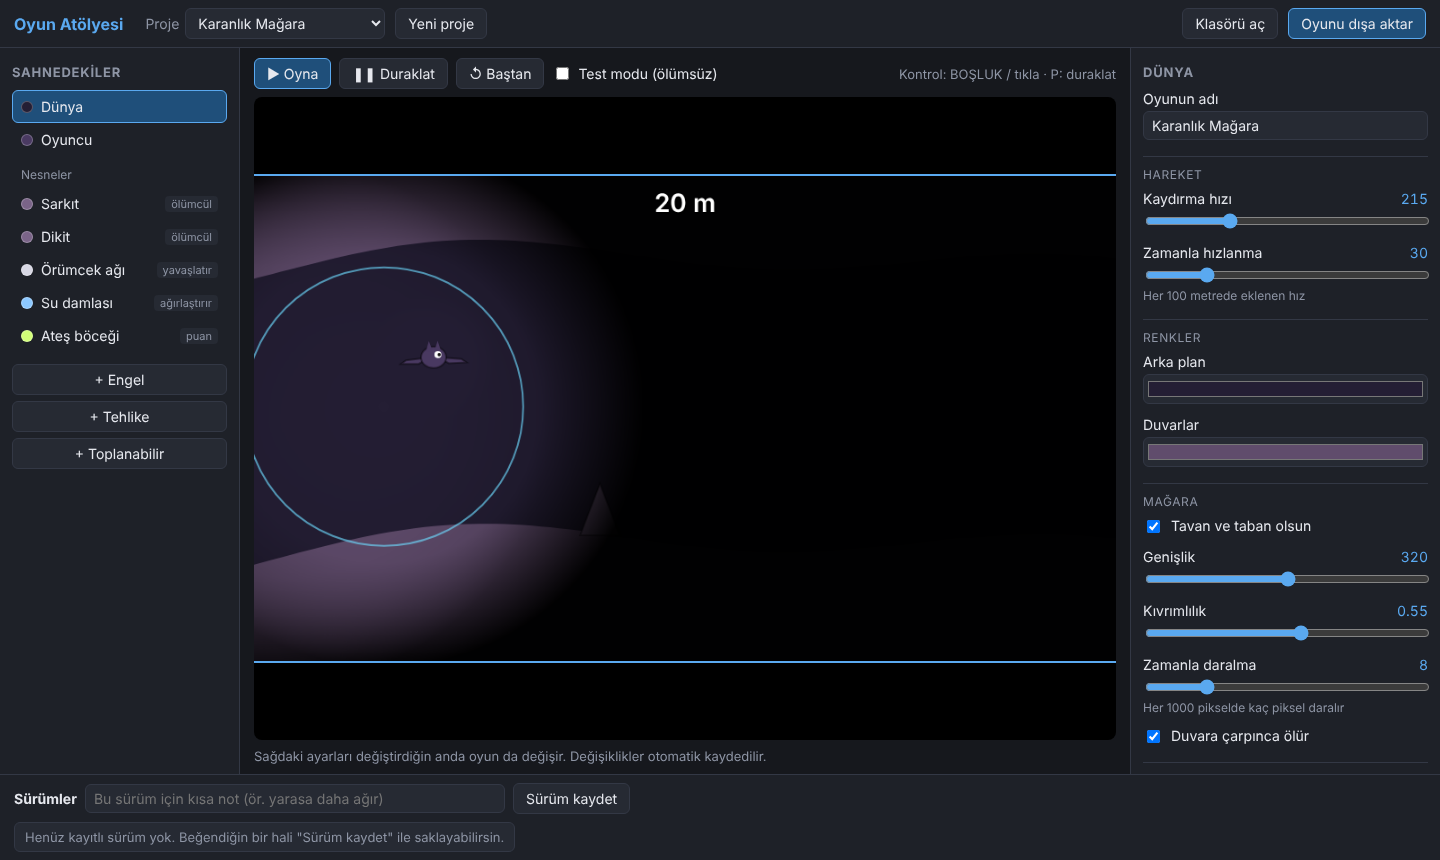 Oyun Atölyesi
Proje
Karanlık Mağara
Yeni proje
Klasörü aç
Oyunu dışa aktar
SAHNEDEKİLER
Dünya
Oyuncu
Nesneler
Sarkıt
ölümcül
Dikit
ölümcül
Örümcek ağı
yavaşlatır
Su damlası
ağırlaştırır
Ateş böceği
puan
+ Engel
+ Tehlike
+ Toplanabilir
▶ Oyna
❚❚ Duraklat
↺ Baştan
Test modu (ölümsüz)
Kontrol: BOŞLUK / tıkla · P: duraklat
20 m
Sağdaki ayarları değiştirdiğin anda oyun da değişir. Değişiklikler otomatik kaydedilir.
DÜNYA
Oyunun adı
Karanlık Mağara
HAREKET
Kaydırma hızı 215
Zamanla hızlanma 30
Her 100 metrede eklenen hız
RENKLER
Arka plan
Duvarlar
MAĞARA
Tavan ve taban olsun
Genişlik 320
Kıvrımlılık 0.55
Zamanla daralma 8
Her 1000 pikselde kaç piksel daralır
Duvara çarpınca ölür
Sürümler
Bu sürüm için kısa not (ör. yarasa daha ağır)
Sürüm kaydet
Henüz kayıtlı sürüm yok. Beğendiğin bir hali "Sürüm kaydet" ile saklayabilirsin.